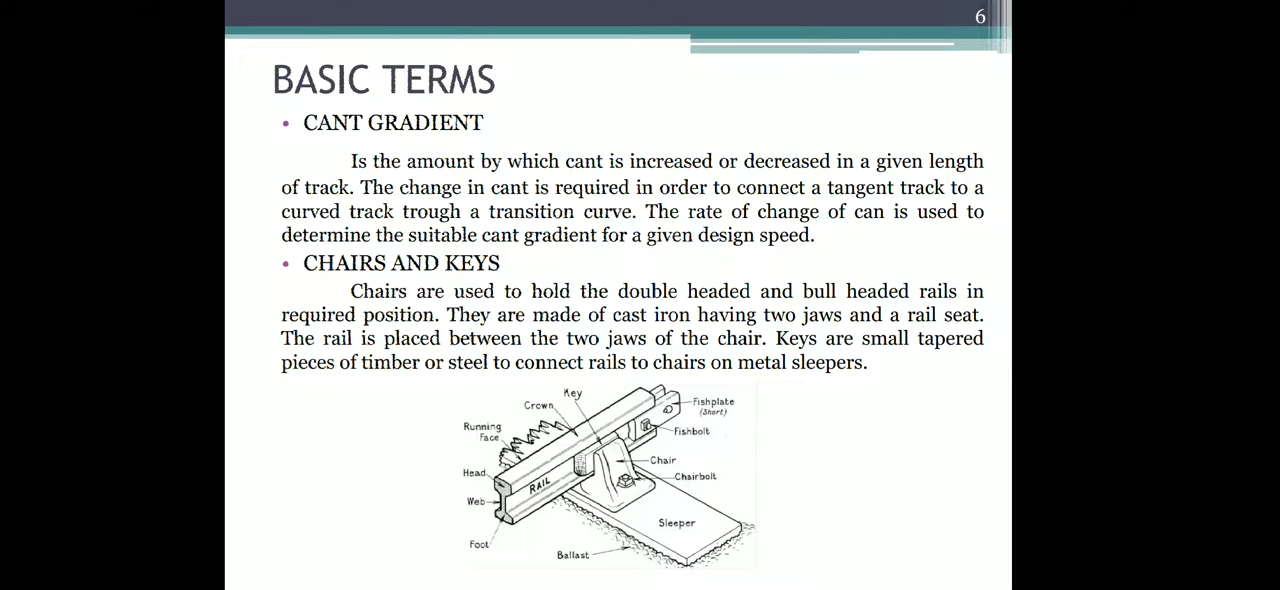 6
BASIC TERMS
• CANT GRADIENT
Is the amount by which cant is increased or decreased in a given length
of track. The change in cant is required in order to connect a tangent track to a
curved track trough a transition curve. The rate of change of can is used to
determine the suitable cant gradient for a given design speed.
• CHAIRS AND KEYS
Chairs are used to hold the double headed and bull headed rails in
required position. They are made of cast iron having two jaws and a rail seat.
The rail is placed between the two jaws of the chair. Keys are small tapered
pieces of timber or steel to connect rails to chairs on metal sleepers.
Key
Crown
Fishplate
(Short)
Running
Face
Fishbolt
Chair
Head
Chairbolt
RAIL
Web
Sleeper
Foot
Ballast